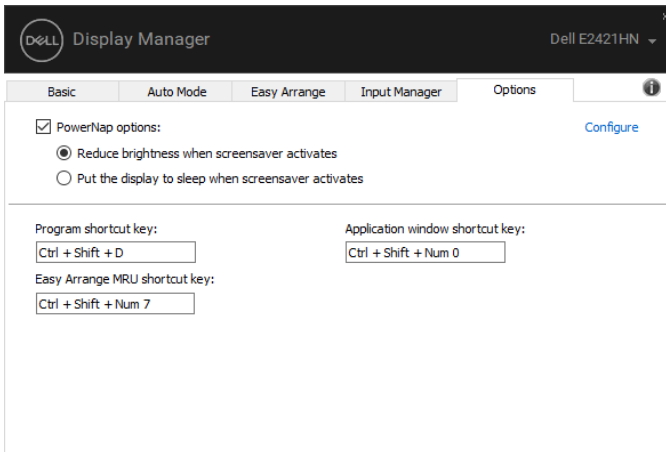 DELL Display Manager
Dell E2421HN
Basic Auto Mode Easy Arrange Input Manager Options
PowerNap options: Configure
Reduce brightness when screensaver activates
Put the display to sleep when screensaver activates
Program shortcut key: Application window shortcut key:
Ctrl + Shift + D Ctrl + Shift + Num 0
Easy Arrange MRU shortcut key:
Ctrl + Shift + Num 7